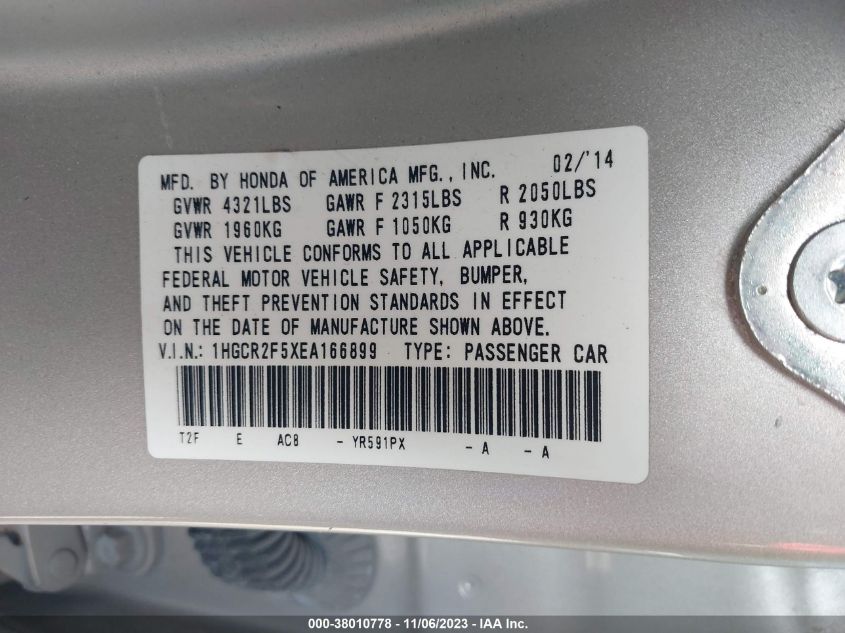 MFD. BY HONDA OF AMERICA MFG., INC. 02/'14
GVWR 4321LBS GAWR F 2315LBS R 2050LBS
GVWR 1960KG GAWR F 1050KG R 930KG
THIS VEHICLE CONFORMS TO ALL APPLICABLE
FEDERAL MOTOR VEHICLE SAFETY, BUMPER,
AND THEFT PREVENTION STANDARDS IN EFFECT
ON THE DATE OF MANUFACTURE SHOWN ABOVE.
V.I.N.: 1HGCR2F5XEA166899 TYPE: PASSENGER CAR
T2F E AC8 - YR591PX - A - A
000-38010778 - 11/06/2023 - IAA Inc.